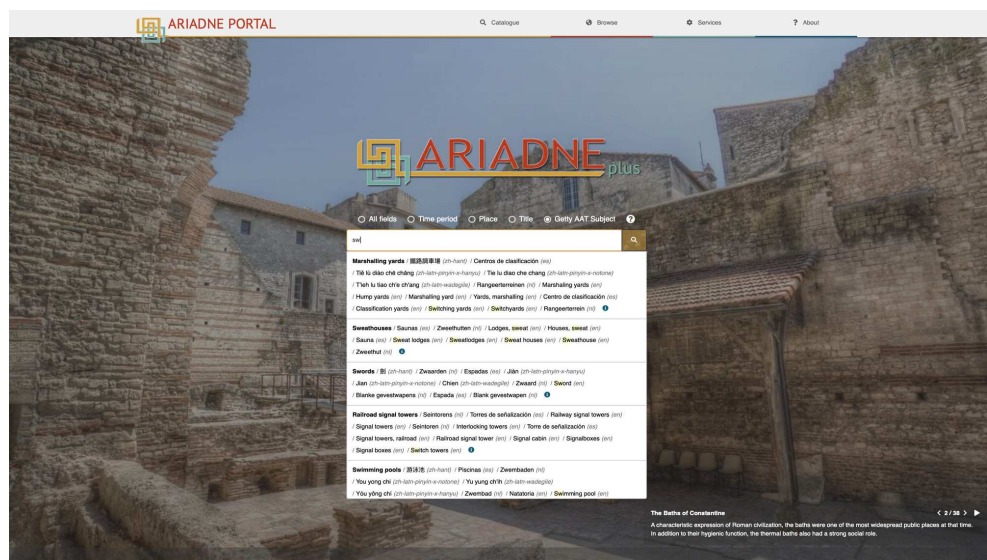 ARIADNE PORTAL
Catalogue
Browse
Services
? About
ARIADNE
plus
All fields Time period Place Title Getty AAT Subject ?
sw
Marshalling yards / 鐵路調車場 (zh-hant) / Centros de clasificación (es)
/ Tiě lù diào chē chǎng (zh-latn-pinyin-x-hanyu) / Tie lu diao che chang (zh-latn-pinyin-x-notone)
/ T'ieh lu tiao ch'e ch'ang (zh-latn-wadegile) / Rangeerterreinen (nl) / Marshaling yards (en)
/ Hump yards (en) / Marshalling yard (en) / Yards, marshalling (en) / Centro de clasificación (es)
/ Classification yards (en) / Switching yards (en) / Switchyards (en) / Rangeerterrein (nl)
Sweathouses / Saunas (es) / Zweethutten (nl) / Lodges, sweat (en) / Houses, sweat (en)
/ Sauna (es) / Sweat lodges (en) / Sweatlodges (en) / Sweat houses (en) / Sweathouse (en)
/ Zweethut (nl)
Swords / 劍 (zh-hant) / Zwaarden (nl) / Espadas (es) / Jiàn (zh-latn-pinyin-x-hanyu)
/ Jian (zh-latn-pinyin-x-notone) / Chien (zh-latn-wadegile) / Zwaard (nl) / Sword (en)
/ Blanke gevestwapens (nl) / Espada (es) / Blank gevestwapen (nl)
Railroad signal towers / Seintorens (nl) / Torres de señalización (es) / Railway signal towers (en)
/ Signal towers (en) / Seintoren (nl) / Interlocking towers (en) / Torre de señalización (es)
/ Signal towers, railroad (en) / Railroad signal tower (en) / Signal cabin (en) / Signalboxes (en)
/ Signal boxes (en) / Switch towers (en)
Swimming pools / 游泳池 (zh-hant) / Piscinas (es) / Zwembaden (nl)
/ You yong chi (zh-latn-pinyin-x-notone) / Yu yung ch'ih (zh-latn-wadegile)
/ Yóu yǒng chí (zh-latn-pinyin-x-hanyu) / Zwembad (nl) / Natatoria (en) / Swimming pool (en)
The Baths of Constantine
2 / 38
A characteristic expression of Roman civilization, the baths were one of the most widespread public places at that time.
In addition to their hygienic function, the thermal baths also had a strong social role.